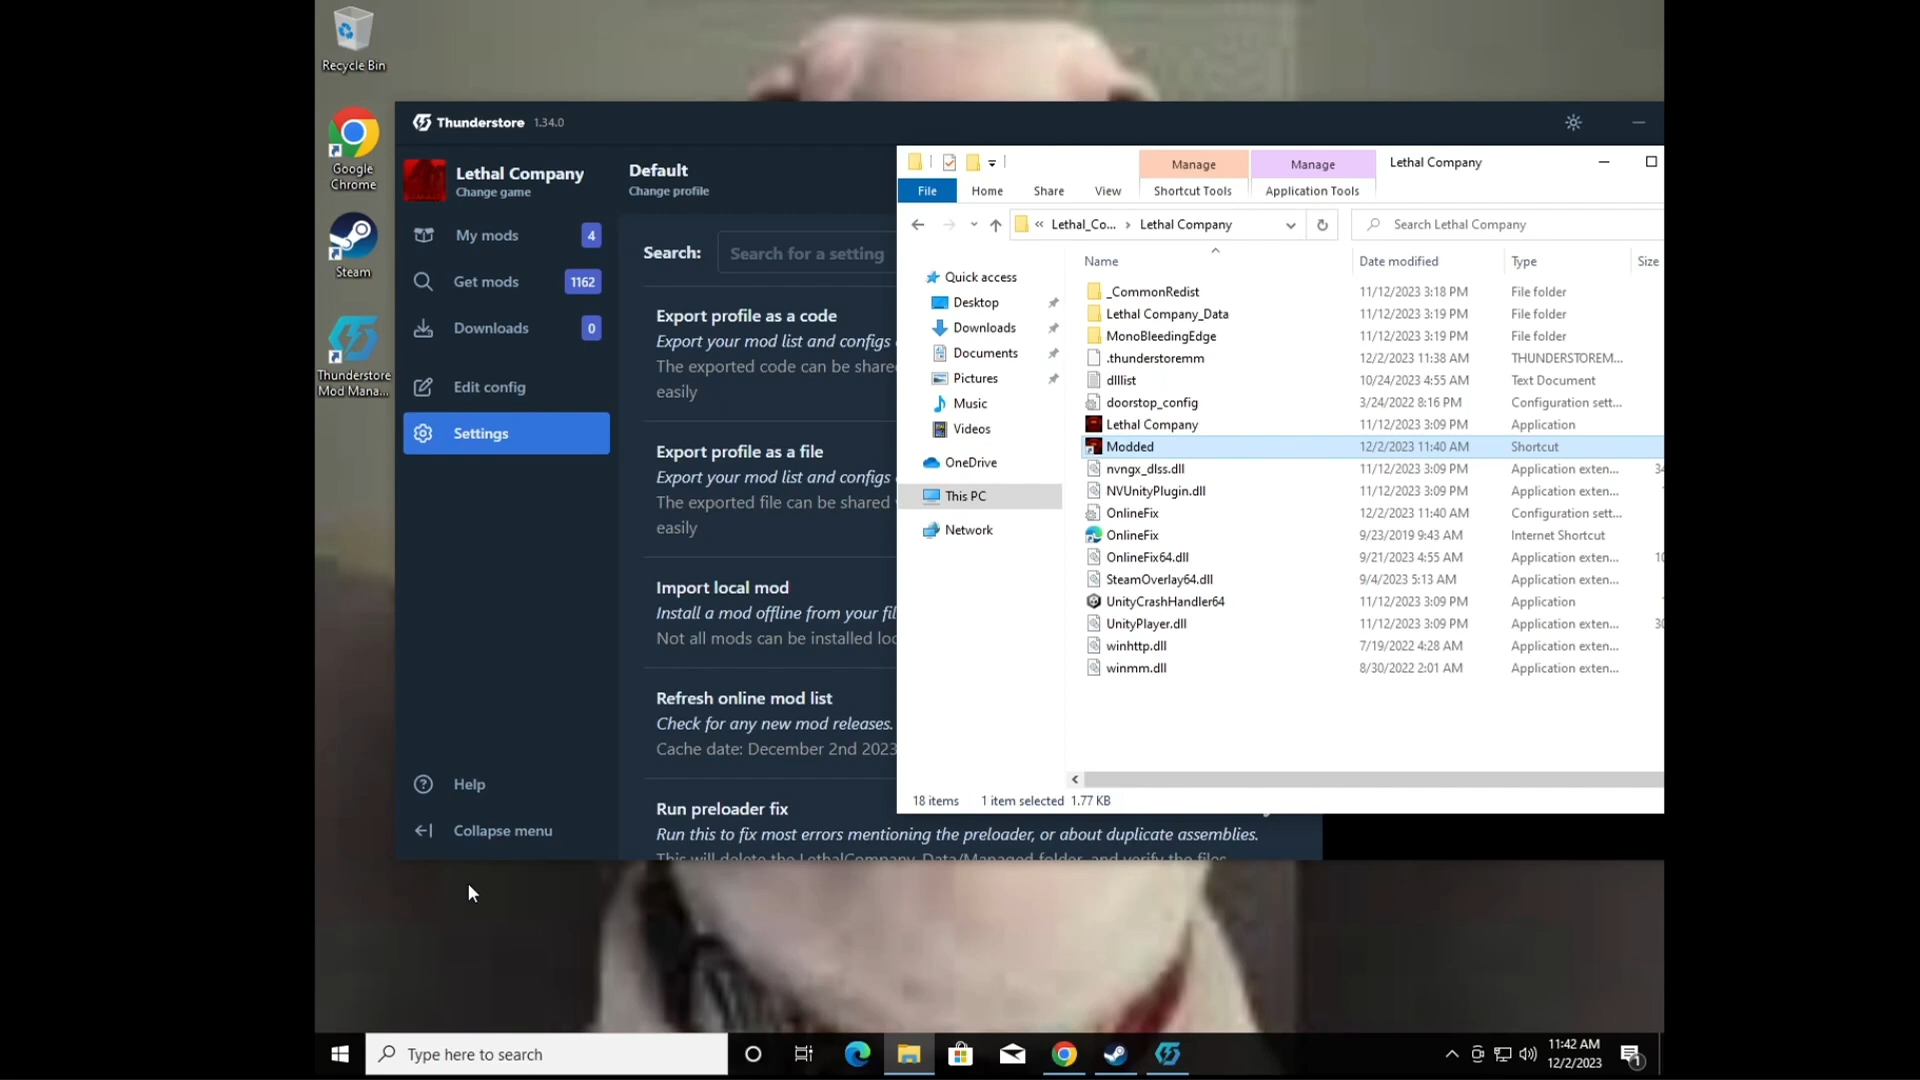 Recycle Bin
Google
Chrome
Steam
Thunderstore
Mod Mana...
Thunderstore 1.34.0
Lethal Company
Change game
My mods 4
Get mods 1162
Downloads 0
Edit config
Settings
Help
Collapse menu
Default
Change profile
Search: Search for a setting
Export profile as a code
Export your mod list and configs
The exported code can be share
easily
Export profile as a file
Export your mod list and configs
The exported file can be shared
easily
Import local mod
Install a mod offline from your fil
Not all mods can be installed loc
Refresh online mod list
Check for any new mod releases.
Cache date: December 2nd 2023
Run preloader fix
Run this to fix most errors mentioning the preloader, or about duplicate assemblies.
This will delete the LethalCompany_Data/Managed folder, and verify the files
Manage Manage Lethal Company
File Home Share View Shortcut Tools Application Tools
« Lethal_Co... › Lethal Company
Search Lethal Company
Quick access
Desktop
Downloads
Documents
Pictures
Music
Videos
OneDrive
This PC
Network
Name Date modified Type Size
_CommonRedist 11/12/2023 3:18 PM File folder
Lethal Company_Data 11/12/2023 3:19 PM File folder
MonoBleedingEdge 11/12/2023 3:19 PM File folder
.thunderstoremm 12/2/2023 11:38 AM THUNDERSTOREM...
dlllist 10/24/2023 4:55 AM Text Document
doorstop_config 3/24/2022 8:16 PM Configuration sett...
Lethal Company 11/12/2023 3:09 PM Application
Modded 12/2/2023 11:40 AM Shortcut
nvngx_dlss.dll 11/12/2023 3:09 PM Application exten... 34
NVUnityPlugin.dll 11/12/2023 3:09 PM Application exten...
OnlineFix 12/2/2023 11:40 AM Configuration sett...
OnlineFix 9/23/2019 9:43 AM Internet Shortcut
OnlineFix64.dll 9/21/2023 4:55 AM Application exten... 10
SteamOverlay64.dll 9/4/2023 5:13 AM Application exten...
UnityCrashHandler64 11/12/2023 3:09 PM Application
UnityPlayer.dll 11/12/2023 3:09 PM Application exten... 30
winhttp.dll 7/19/2022 4:28 AM Application exten...
winmm.dll 8/30/2022 2:01 AM Application exten...
18 items 1 item selected 1.77 KB
Type here to search
11:42 AM
12/2/2023
1